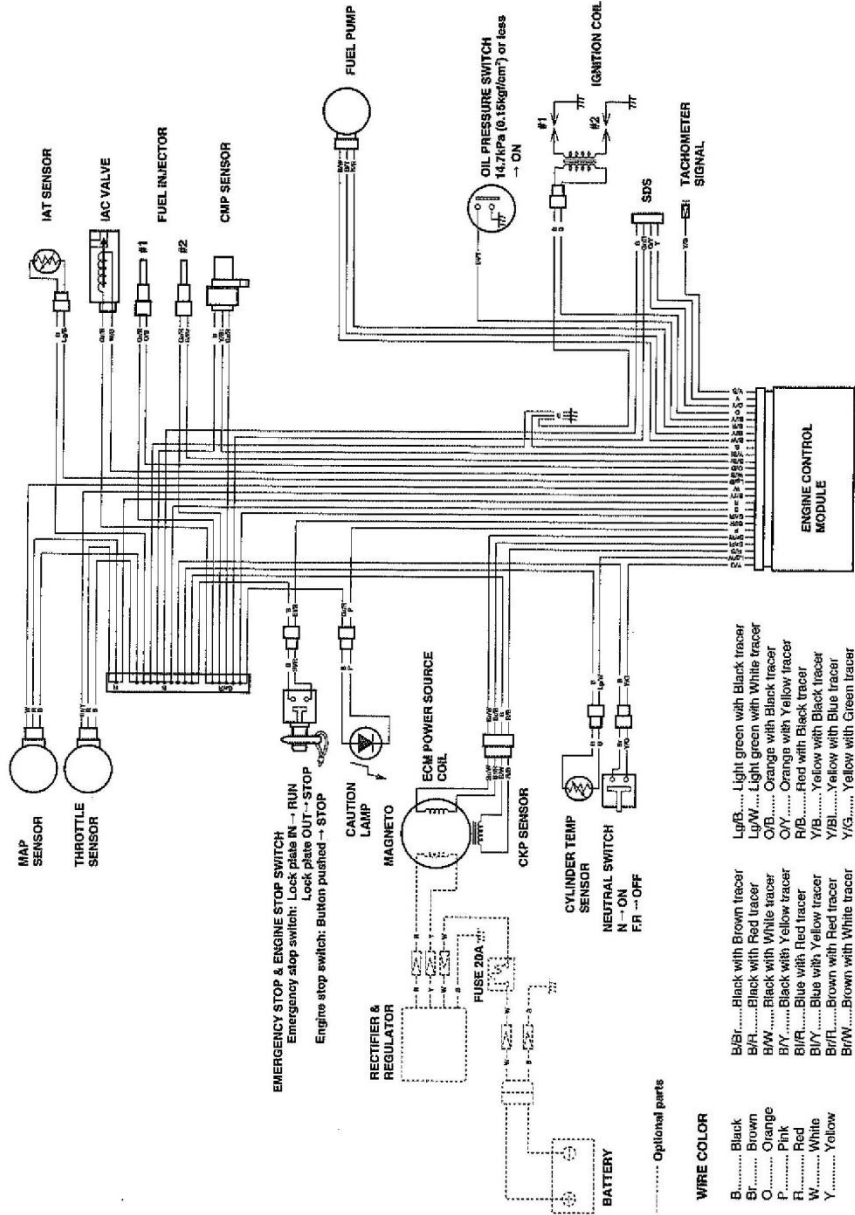 IAT SENSOR
IAC VALVE
FUEL INJECTOR
#1
#2
CMP SENSOR
FUEL PUMP
OIL PRESSURE SWITCH
14.7kPa (0.15kgf/cm²) or less
→ ON
IGNITION COIL
#1
#2
SDS
TACHOMETER
SIGNAL
MAP
SENSOR
THROTTLE
SENSOR
EMERGENCY STOP & ENGINE STOP SWITCH
Emergency stop switch: Lock plate IN → RUN
Lock plate OUT → STOP
Engine stop switch: Button pushed → STOP
CAUTION
LAMP
MAGNETO
ECM POWER SOURCE
COIL
RECTIFIER &
REGULATOR
CKP SENSOR
FUSE 20A
CYLINDER TEMP
SENSOR
NEUTRAL SWITCH
N → ON
F.R → OFF
ENGINE CONTROL
MODULE
BATTERY
Optional parts
WIRE COLOR
B......... Black
Br........ Brown
O......... Orange
P......... Pink
R......... Red
W........ White
Y......... Yellow
B/Br......Black with Brown tracer
B/R.......Black with Red tracer
B/W......Black with White tracer
B/Y.......Black with Yellow tracer
Bl/R......Blue with Red tracer
Bl/Y......Blue with Yellow tracer
Br/R......Brown with Red tracer
Br/W.....Brown with White tracer
Lg/B...... Light green with Black tracer
Lg/W..... Light green with White tracer
O/B....... Orange with Black tracer
O/Y....... Orange with Yellow tracer
R/B....... Red with Black tracer
Y/B....... Yellow with Black tracer
Y/Bl...... Yellow with Blue tracer
Y/G....... Yellow with Green tracer